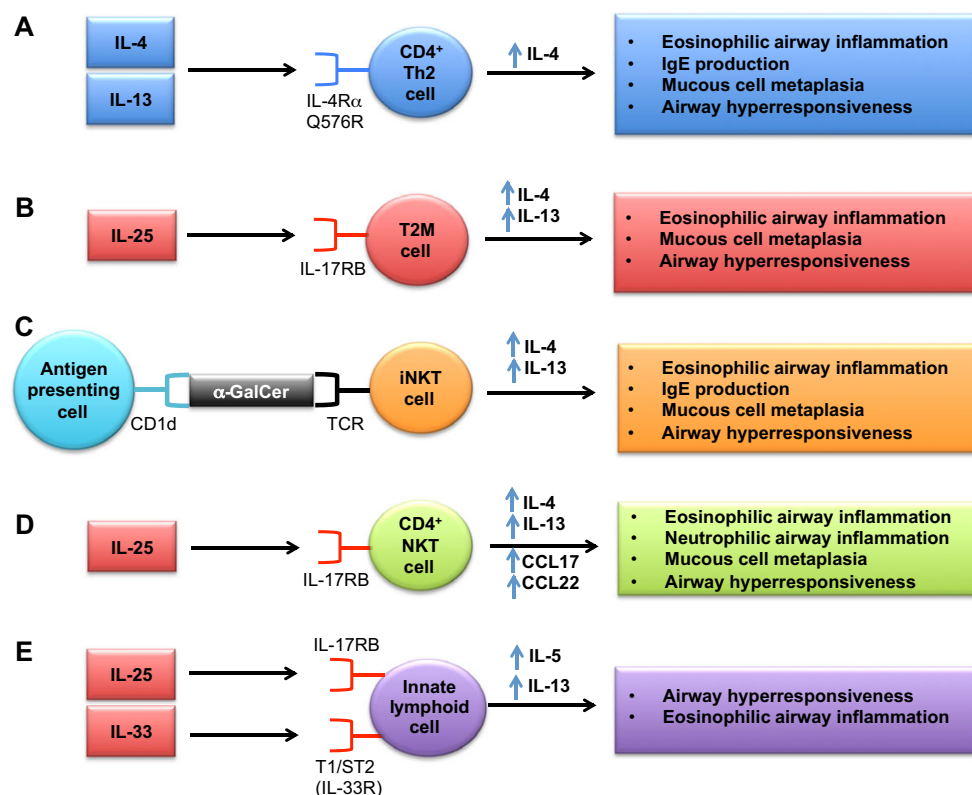 A
IL-4
IL-13
IL-4Rα
Q576R
CD4+
Th2
cell
IL-4
• Eosinophilic airway inflammation
• IgE production
• Mucous cell metaplasia
• Airway hyperresponsiveness
B
IL-25
IL-17RB
T2M
cell
IL-4
IL-13
• Eosinophilic airway inflammation
• Mucous cell metaplasia
• Airway hyperresponsiveness
C
Antigen
presenting
cell
CD1d
α-GalCer
TCR
iNKT
cell
IL-4
IL-13
• Eosinophilic airway inflammation
• IgE production
• Mucous cell metaplasia
• Airway hyperresponsiveness
D
IL-25
IL-17RB
CD4+
NKT
cell
IL-4
IL-13
CCL17
CCL22
• Eosinophilic airway inflammation
• Neutrophilic airway inflammation
• Mucous cell metaplasia
• Airway hyperresponsiveness
E
IL-25
IL-33
IL-17RB
T1/ST2
(IL-33R)
Innate
lymphoid
cell
IL-5
IL-13
• Airway hyperresponsiveness
• Eosinophilic airway inflammation